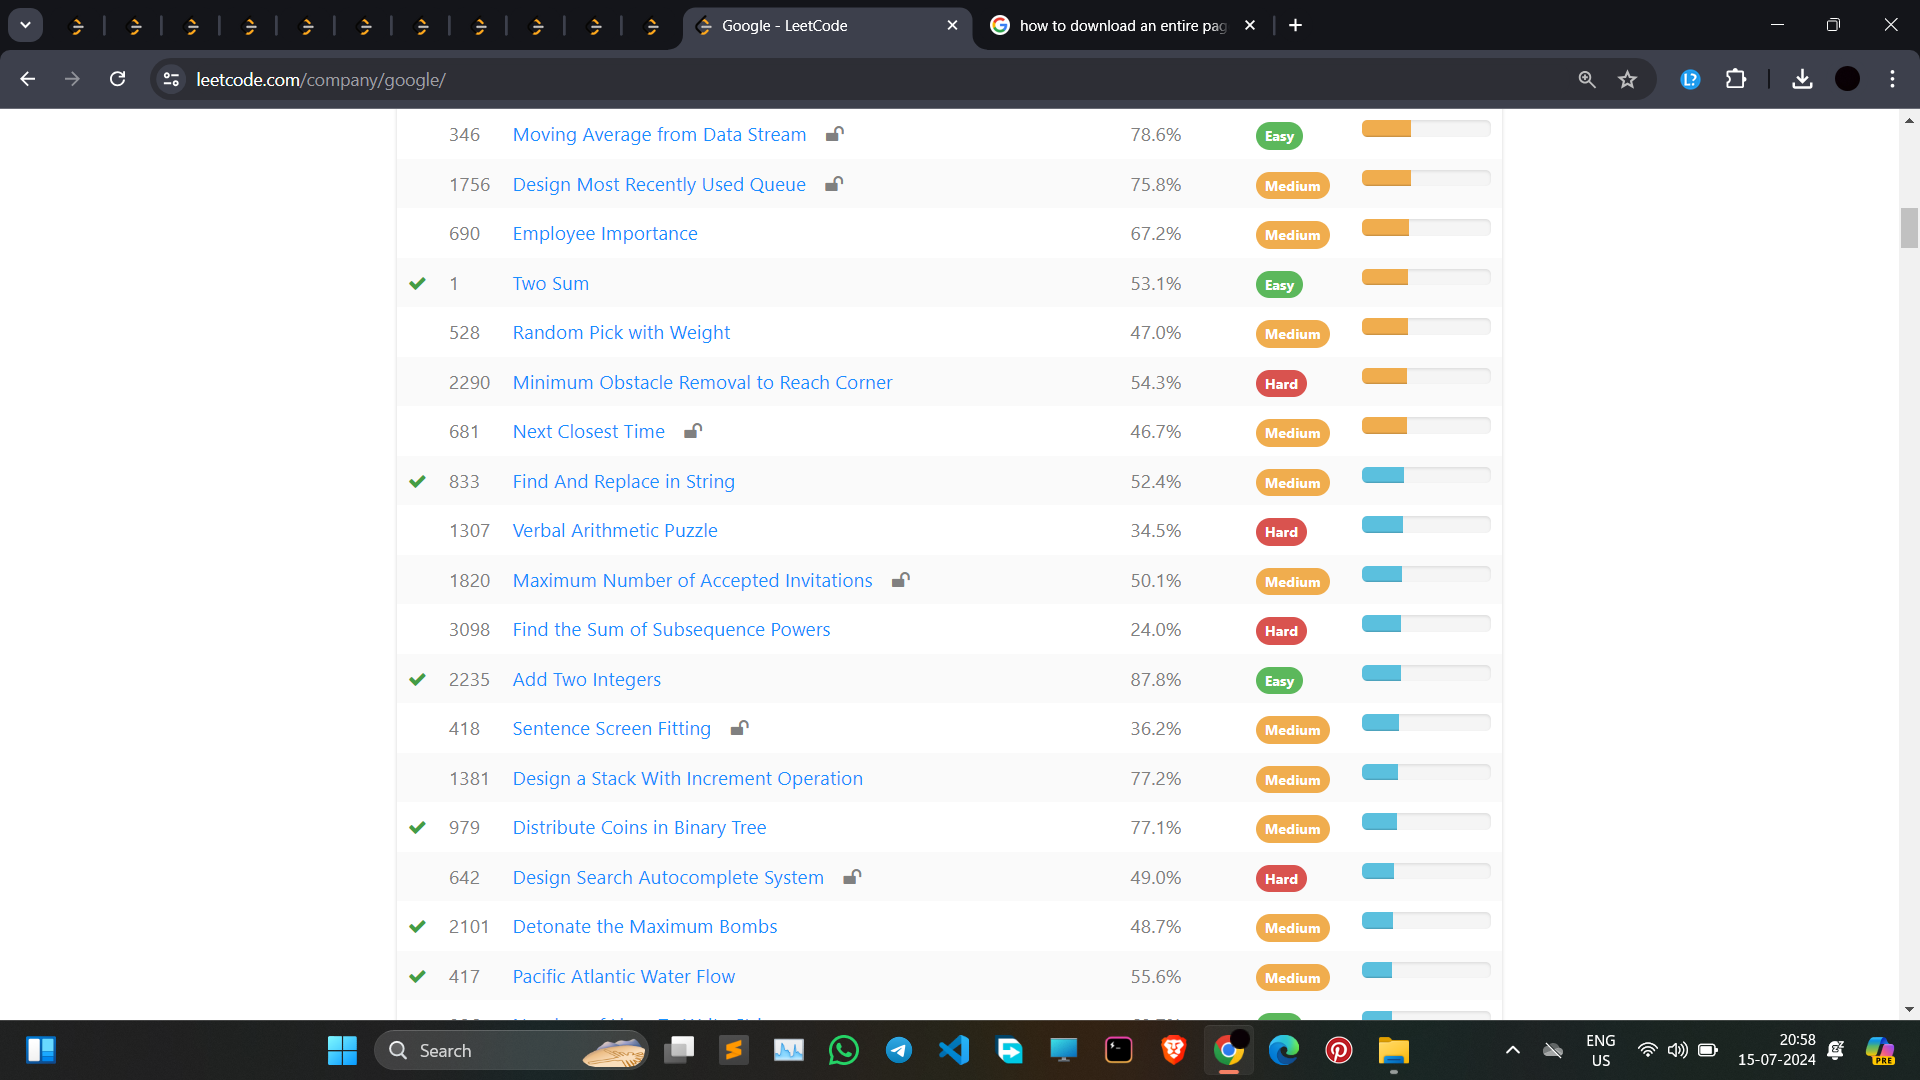 Google - LeetCode
how to download an entire pag
leetcode.com/company/google/
346 Moving Average from Data Stream 78.6% Easy
1756 Design Most Recently Used Queue 75.8% Medium
690 Employee Importance 67.2% Medium
1 Two Sum 53.1% Easy
528 Random Pick with Weight 47.0% Medium
2290 Minimum Obstacle Removal to Reach Corner 54.3% Hard
681 Next Closest Time 46.7% Medium
833 Find And Replace in String 52.4% Medium
1307 Verbal Arithmetic Puzzle 34.5% Hard
1820 Maximum Number of Accepted Invitations 50.1% Medium
3098 Find the Sum of Subsequence Powers 24.0% Hard
2235 Add Two Integers 87.8% Easy
418 Sentence Screen Fitting 36.2% Medium
1381 Design a Stack With Increment Operation 77.2% Medium
979 Distribute Coins in Binary Tree 77.1% Medium
642 Design Search Autocomplete System 49.0% Hard
2101 Detonate the Maximum Bombs 48.7% Medium
417 Pacific Atlantic Water Flow 55.6% Medium
Search
ENG
US
20:58
15-07-2024
PRE